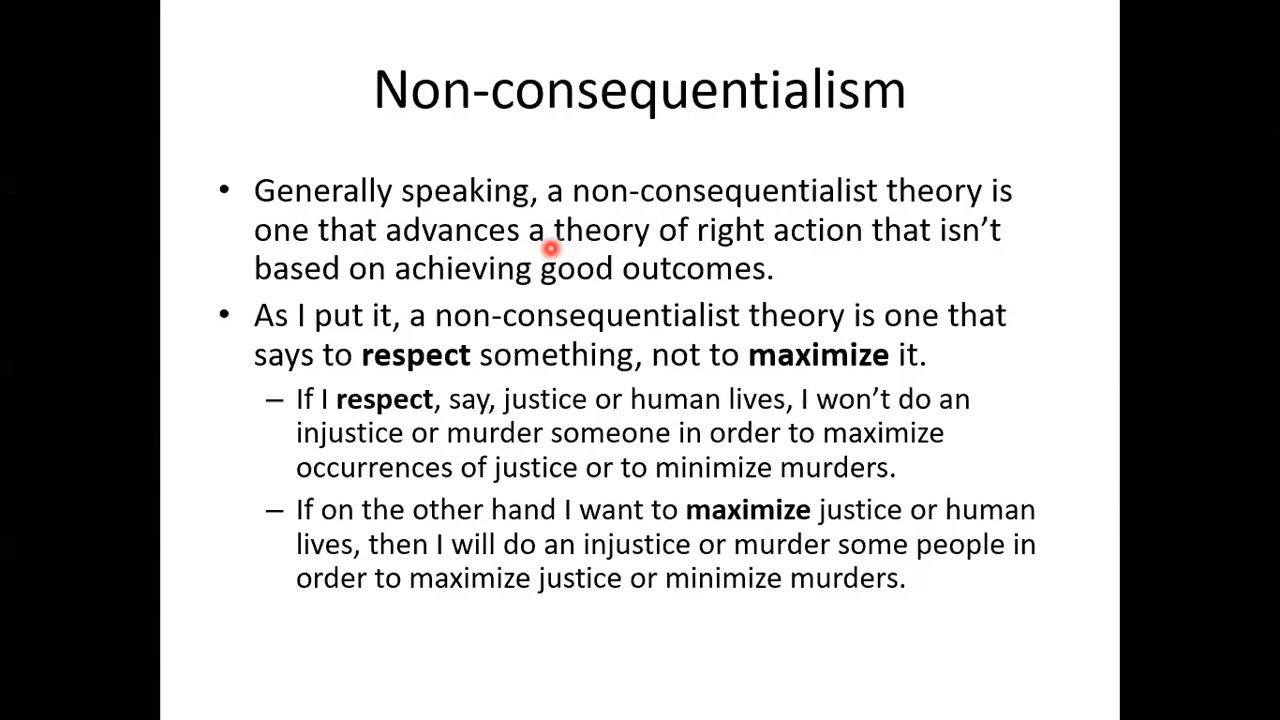 Non-consequentialism
• Generally speaking, a non-consequentialist theory is
one that advances a theory of right action that isn’t
based on achieving good outcomes.
• As I put it, a non-consequentialist theory is one that
says to respect something, not to maximize it.
– If I respect, say, justice or human lives, I won’t do an
injustice or murder someone in order to maximize
occurrences of justice or to minimize murders.
– If on the other hand I want to maximize justice or human
lives, then I will do an injustice or murder some people in
order to maximize justice or minimize murders.